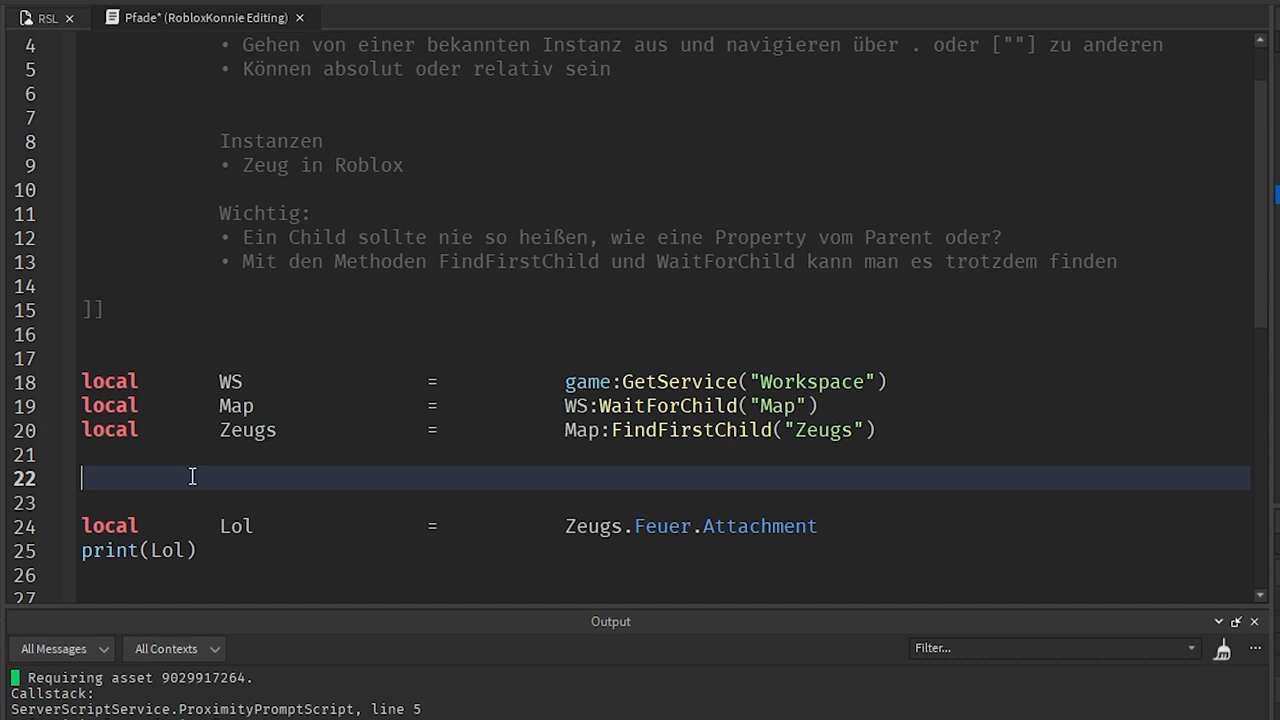 RSL
Pfade* (RobloxKonnie Editing)
4 • Gehen von einer bekannten Instanz aus und navigieren über . oder [""] zu anderen
5 • Können absolut oder relativ sein
6
7
8 Instanzen
9 • Zeug in Roblox
10
11 Wichtig:
12 • Ein Child sollte nie so heißen, wie eine Property vom Parent oder?
13 • Mit den Methoden FindFirstChild und WaitForChild kann man es trotzdem finden
14
15 ]]
16
17
18 local WS = game:GetService("Workspace")
19 local Map = WS:WaitForChild("Map")
20 local Zeugs = Map:FindFirstChild("Zeugs")
21
22
23
24 local Lol = Zeugs.Feuer.Attachment
25 print(Lol)
26
27
Output
All Messages All Contexts Filter... ...
Requiring asset 9029917264.
Callstack:
ServerScriptService.ProximityPromptScript, line 5